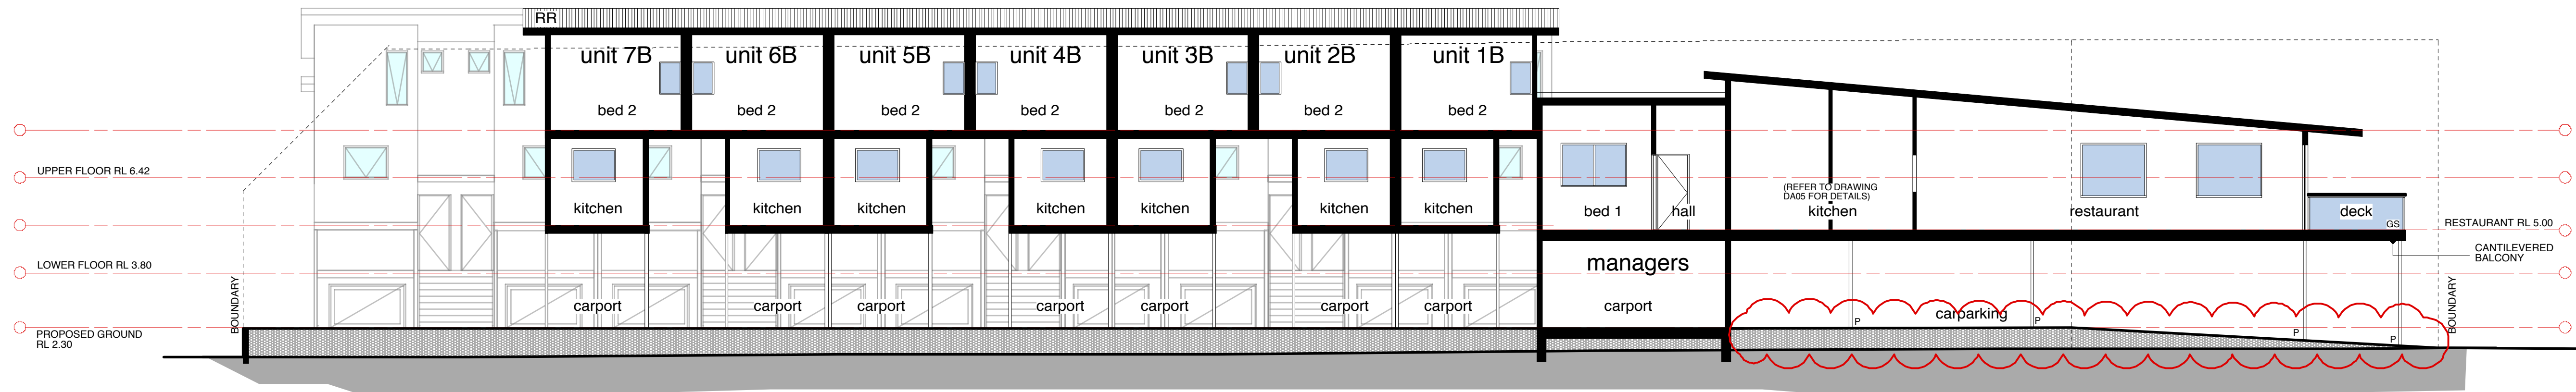 RR
unit 7B
unit 6B
unit 5B
unit 4B
unit 3B
unit 2B
unit 1B
bed 2
bed 2
bed 2
bed 2
bed 2
bed 2
bed 2
UPPER FLOOR RL 6.42
(REFER TO DRAWING
DA05 FOR DETAILS)
kitchen
kitchen
kitchen
kitchen
kitchen
kitchen
kitchen
bed 1
hall
kitchen
restaurant
deck
GS
RESTAURANT RL 5.00
CANTILEVERED
BALCONY
LOWER FLOOR RL 3.80
managers
BOUNDARY
carport
carport
carport
carport
carport
carport
carport
carport
carparking
BOUNDARY
P
P
P
P
PROPOSED GROUND
RL 2.30